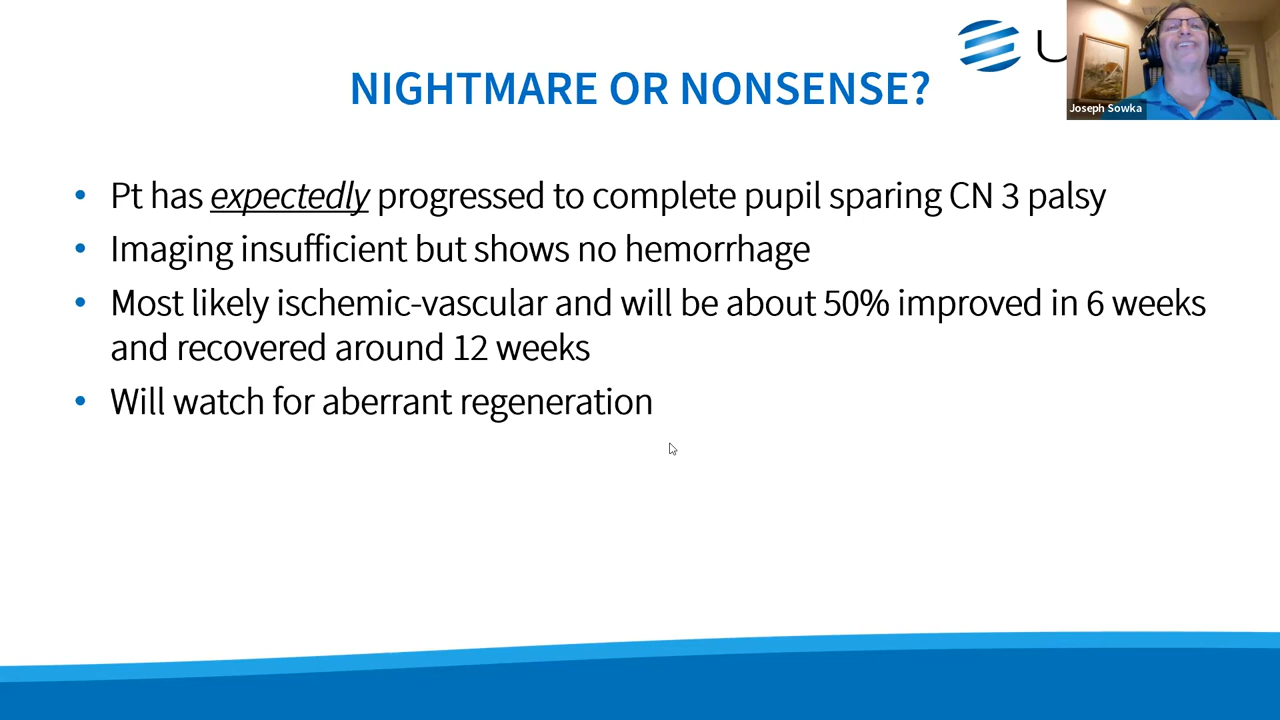 U
Joseph Sowka
NIGHTMARE OR NONSENSE?
• Pt has expectedly progressed to complete pupil sparing CN 3 palsy
• Imaging insufficient but shows no hemorrhage
• Most likely ischemic-vascular and will be about 50% improved in 6 weeks
and recovered around 12 weeks
• Will watch for aberrant regeneration